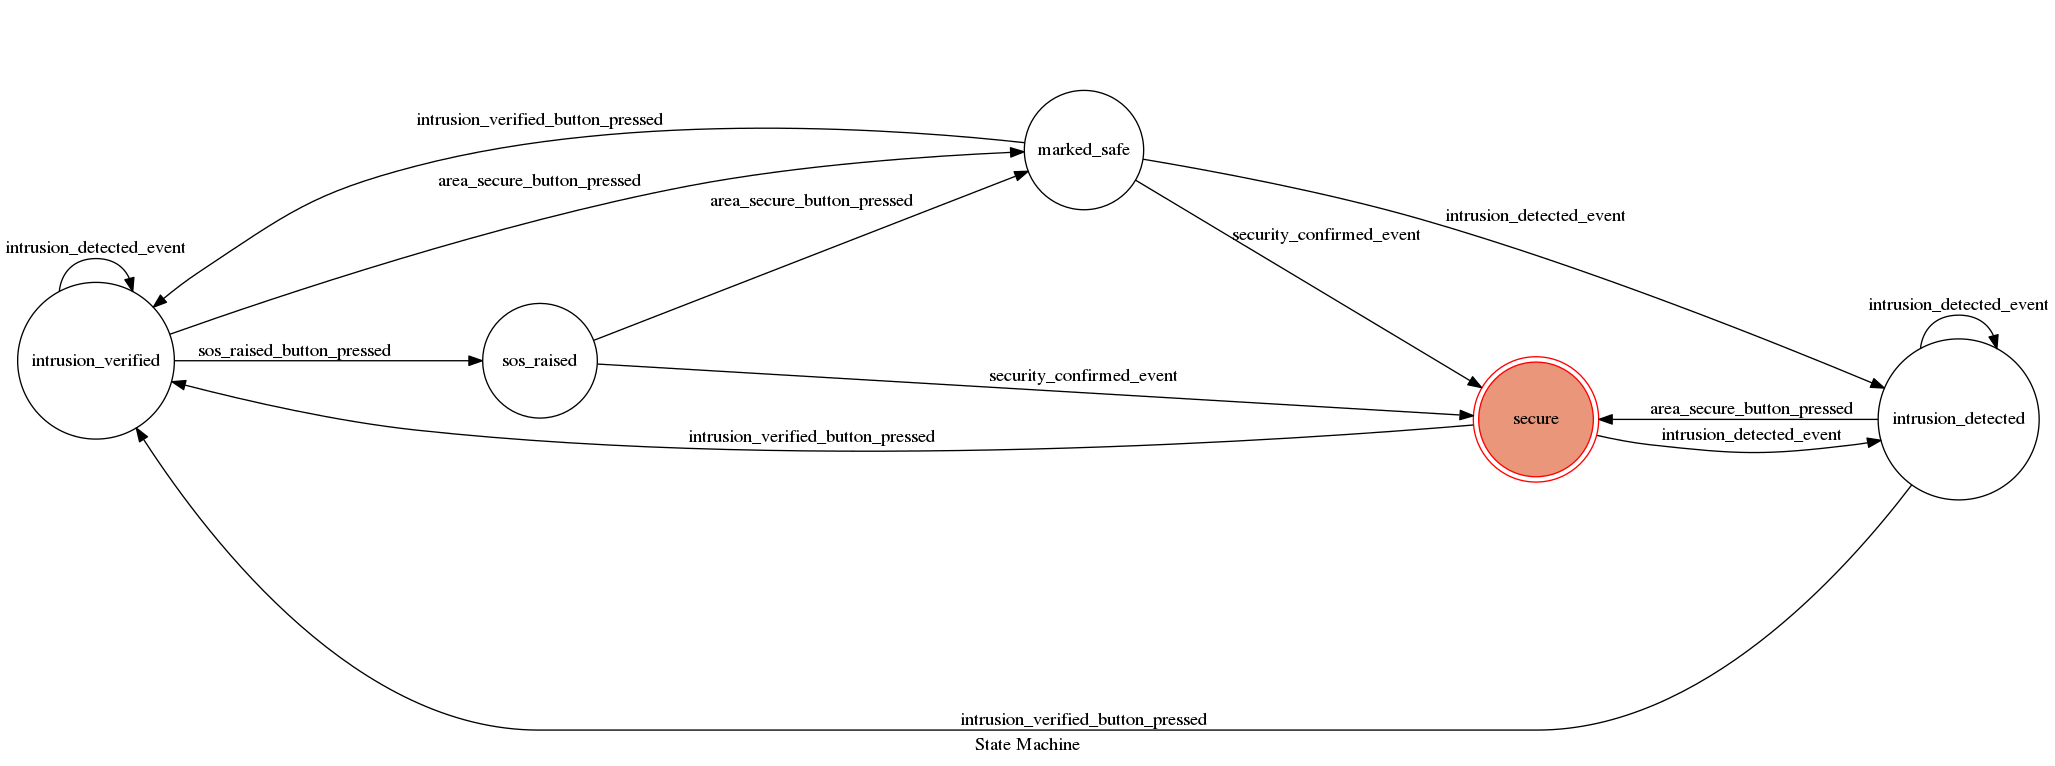 intrusion_verified_button_pressed
marked_safe
area_secure_button_pressed
area_secure_button_pressed
intrusion_detected_event
security_confirmed_event
intrusion_detected_event
intrusion_detected_event
sos_raised_button_pressed
intrusion_verified
sos_raised
security_confirmed_event
area_secure_button_pressed
secure
intrusion_detected
intrusion_detected_event
intrusion_verified_button_pressed
intrusion_verified_button_pressed
State Machine